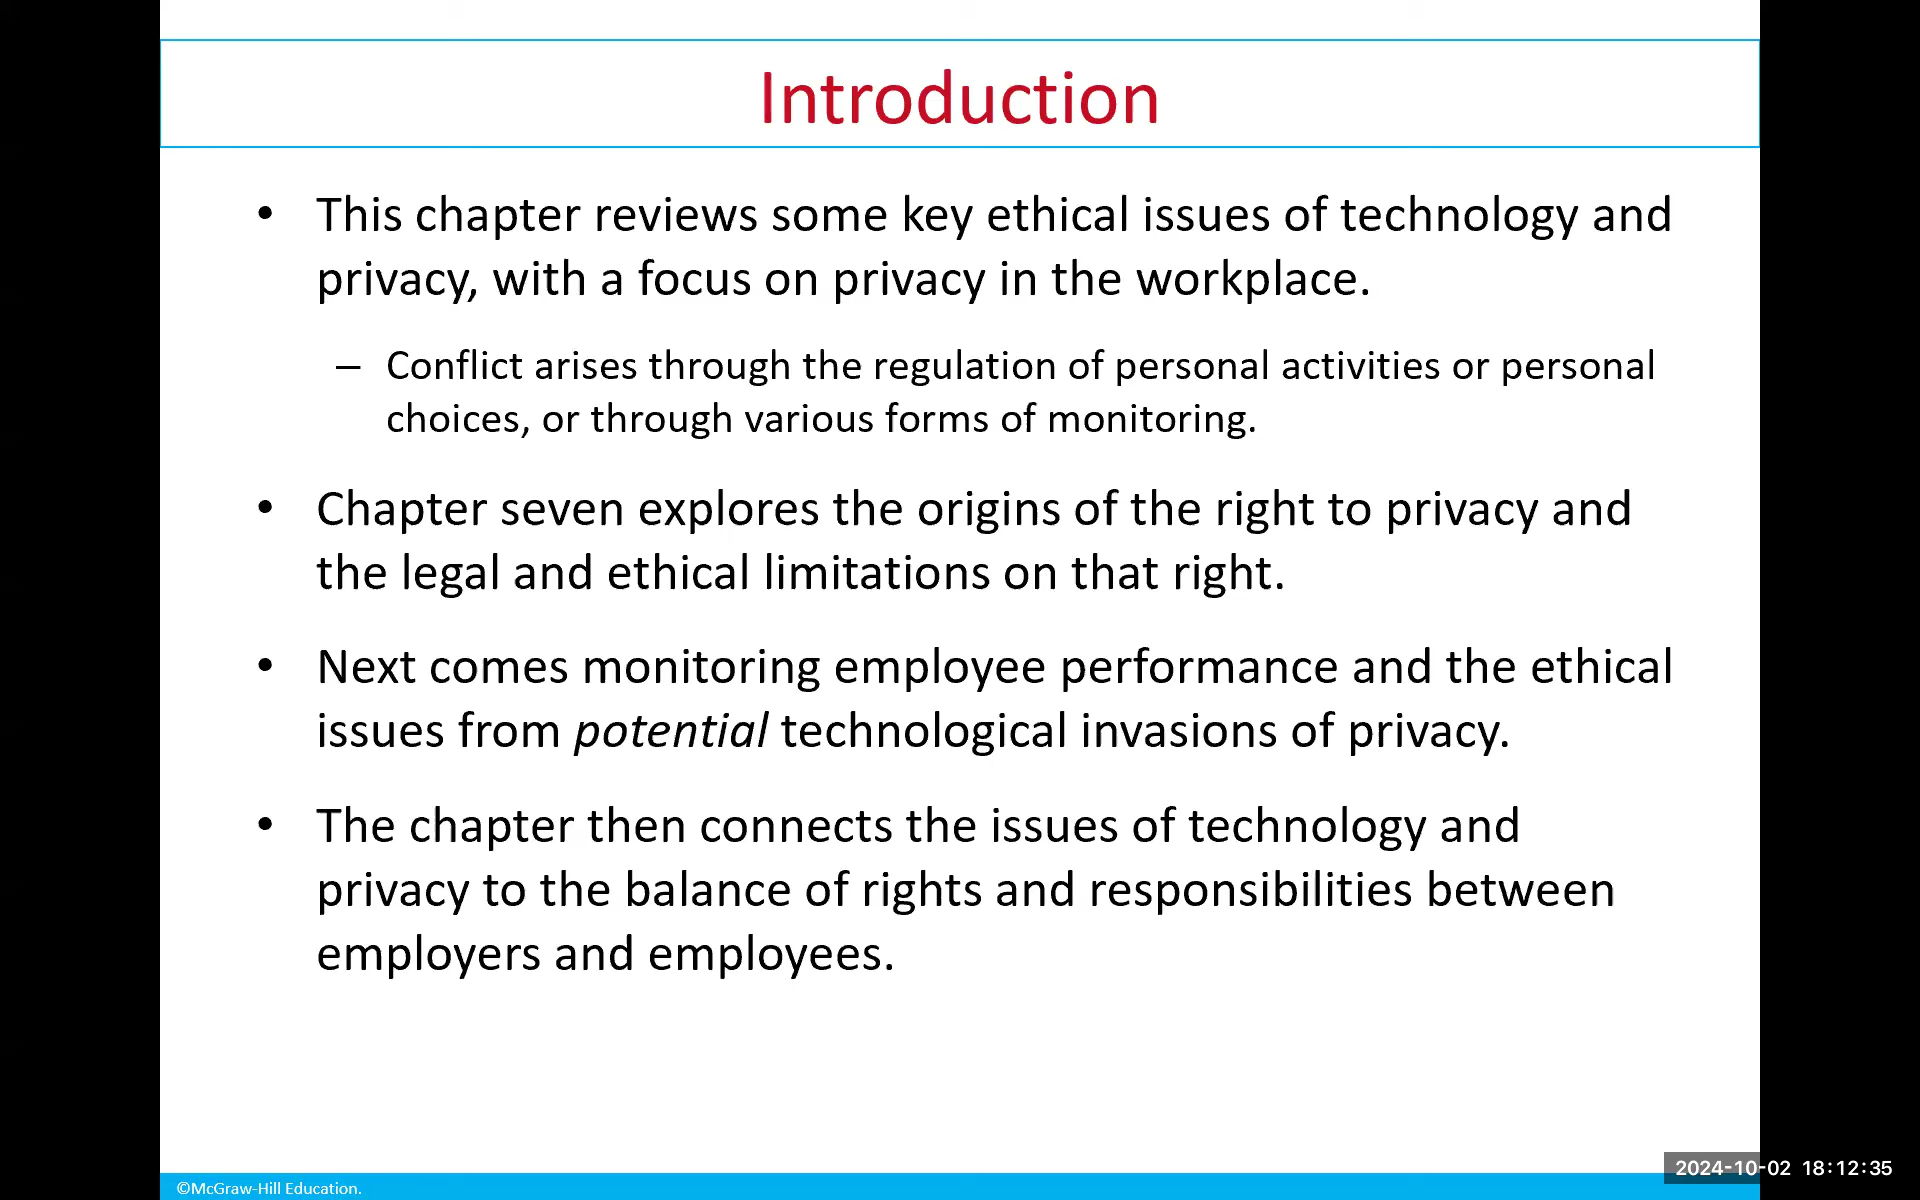 Introduction
• This chapter reviews some key ethical issues of technology and
privacy, with a focus on privacy in the workplace.
– Conflict arises through the regulation of personal activities or personal
choices, or through various forms of monitoring.
• Chapter seven explores the origins of the right to privacy and
the legal and ethical limitations on that right.
• Next comes monitoring employee performance and the ethical
issues from potential technological invasions of privacy.
• The chapter then connects the issues of technology and
privacy to the balance of rights and responsibilities between
employers and employees.
©McGraw-Hill Education.
2024-10-02 18:12:35